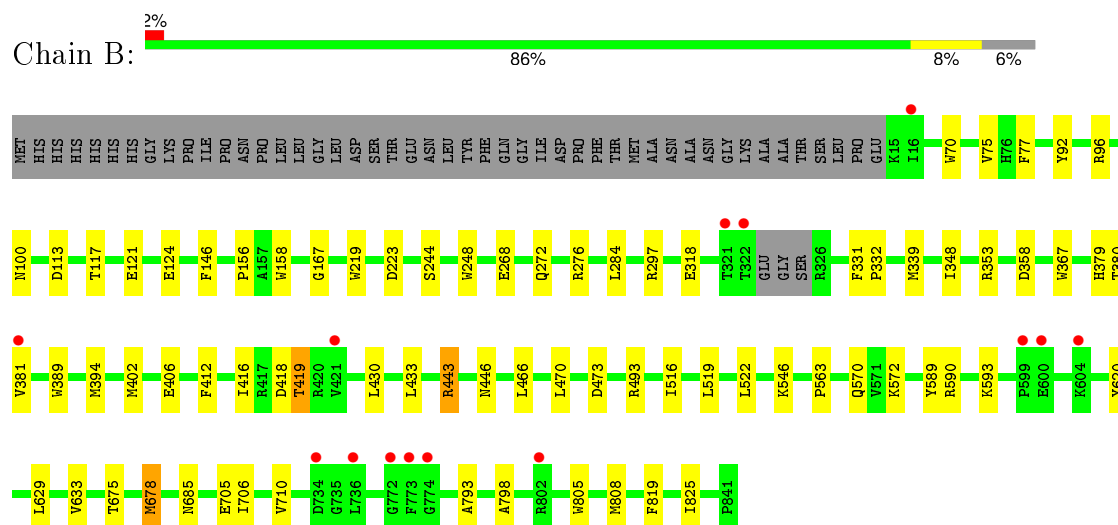 2%
Chain B:
86% 8% 6%
MET HIS HIS HIS HIS HIS HIS GLY LYS PRO ILE PRO ASN PRO LEU LEU GLY LEU ASP SER THR GLU ASN LEU TYR PHE GLN GLY ILE ASP PRO PHE THR MET ALA ASN ALA ASN GLY LYS ALA ALA THR SER LEU PRO GLU K15 I16 W70 V75 H76 F77 Y92 R96
N100 D113 T117 E121 E124 F146 P156 A157 W158 G167 W219 D223 S244 W248 E268 Q272 R276 L284 R297 E318 T321 T322 GLU GLY SER R326 F331 P332 M339 I348 R353 D358 W367 H379 T380
V381 W389 M394 M402 E406 F412 I416 R417 D418 T419 R420 V421 L430 L433 R443 N446 L466 L470 D473 R493 I516 L519 L522 K546 P563 Q570 V571 K572 Y589 R590 K593 P599 E600 K604
L629 V633 T675 M678 N685 E705 I706 V710 D734 G735 L736 G772 F773 G774 A793 A798 R802 W805 M808 F819 I825 P841